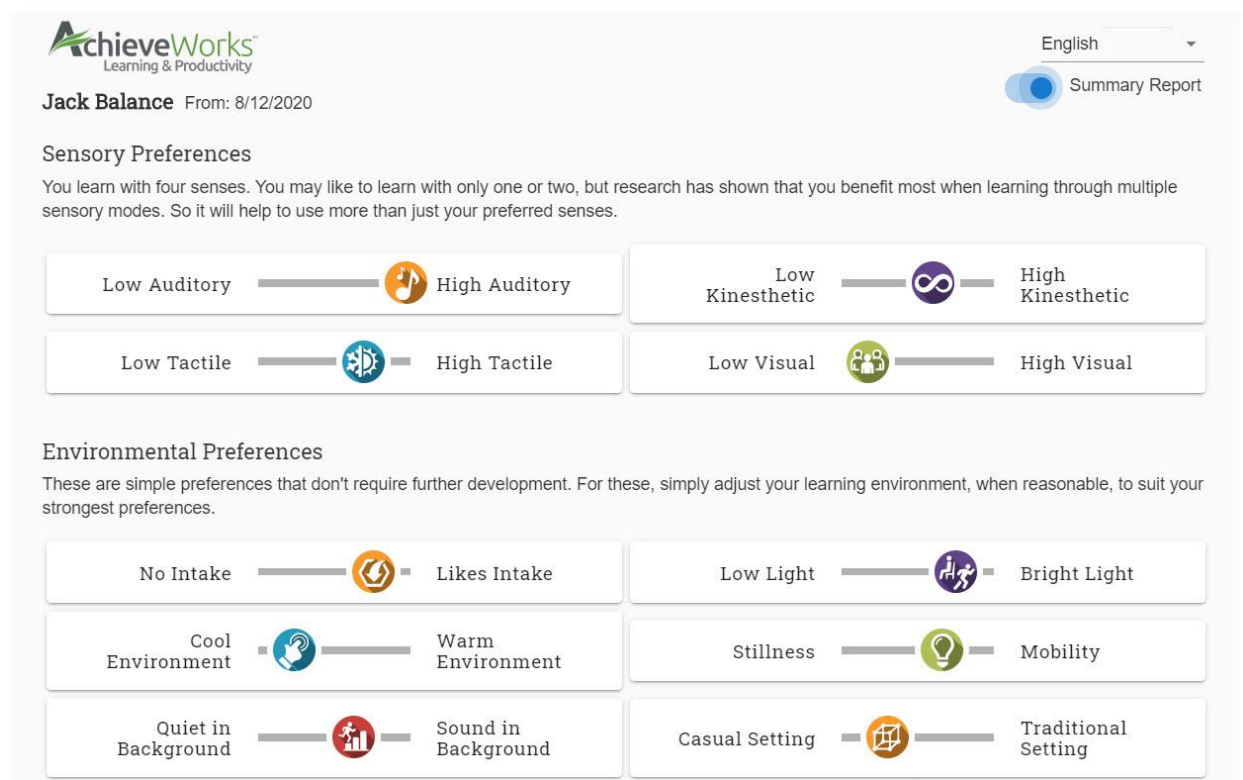 AchieveWorks™
Learning & Productivity
English
Summary Report
Jack Balance From: 8/12/2020
Sensory Preferences
You learn with four senses. You may like to learn with only one or two, but research has shown that you benefit most when learning through multiple
sensory modes. So it will help to use more than just your preferred senses.
Low Auditory
High Auditory
Low
Kinesthetic
High
Kinesthetic
Low Tactile
High Tactile
Low Visual
High Visual
Environmental Preferences
These are simple preferences that don't require further development. For these, simply adjust your learning environment, when reasonable, to suit your
strongest preferences.
No Intake
Likes Intake
Low Light
Bright Light
Cool
Environment
Warm
Environment
Stillness
Mobility
Quiet in
Background
Sound in
Background
Casual Setting
Traditional
Setting